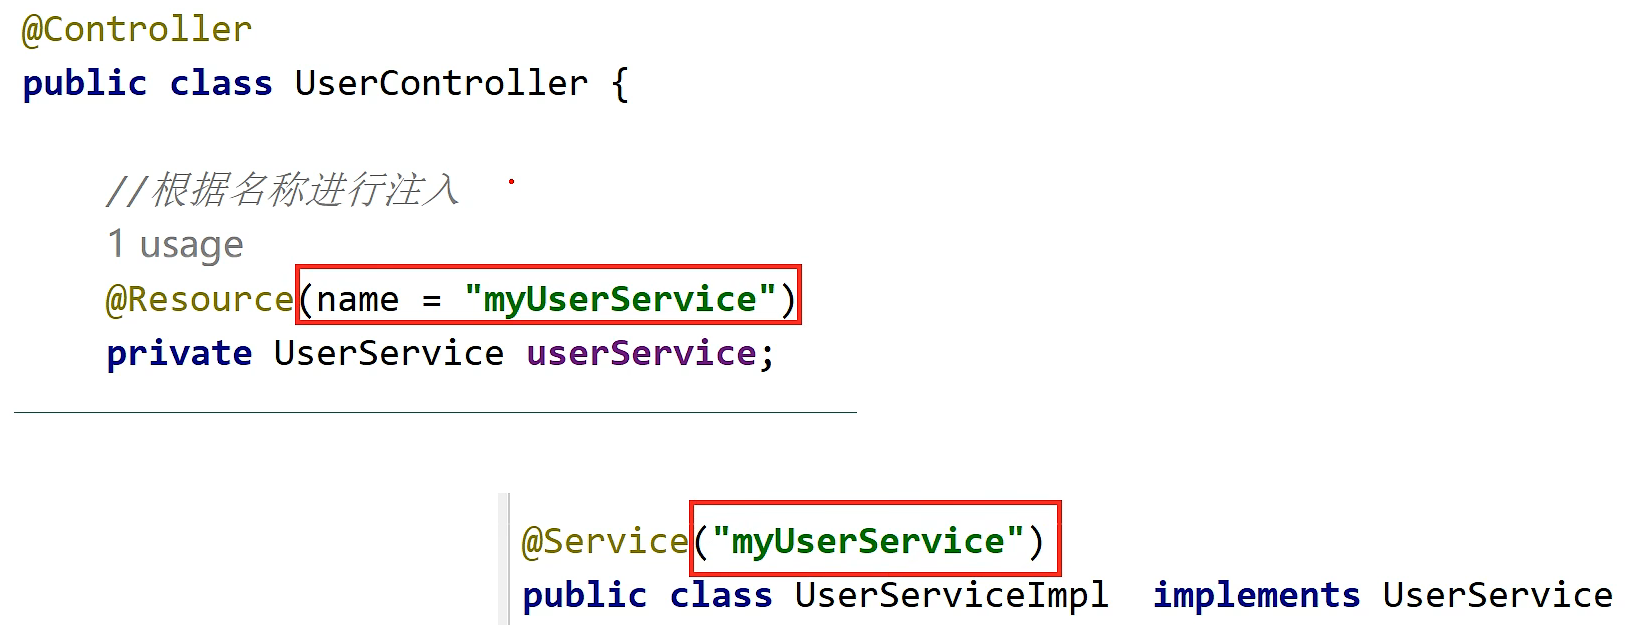 @Controller
public class UserController {
//根据名称进行注入
1 usage
@Resource(name = "myUserService")
private UserService userService;
@Service("myUserService")
public class UserServiceImpl  implements UserService